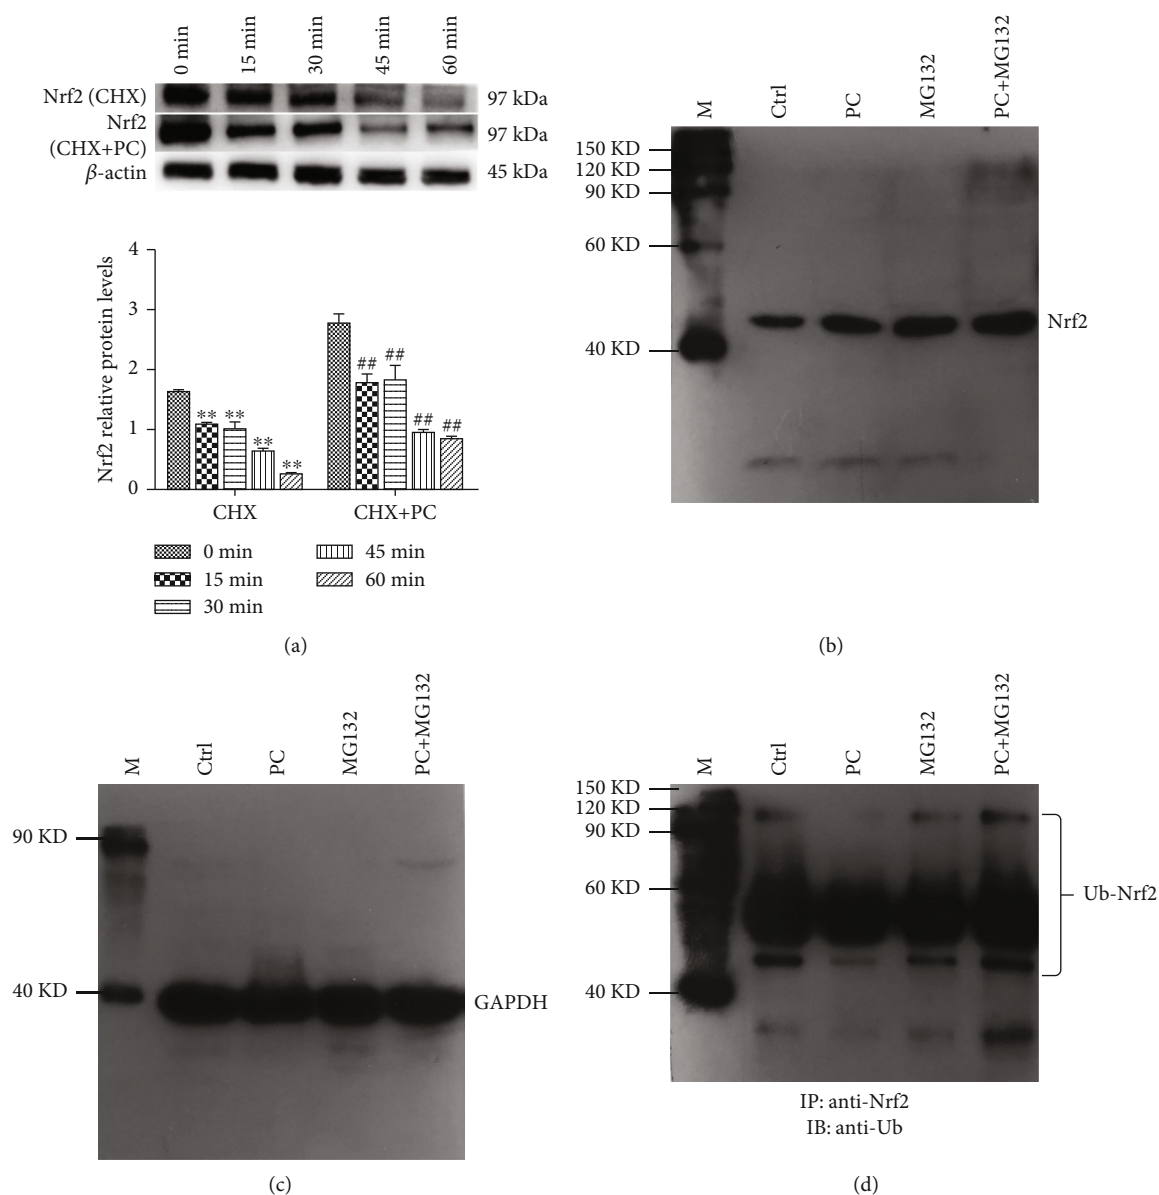 0 min
15 min
30 min
45 min
60 min
Nrf2 (CHX)
97 kDa
Nrf2
(CHX+PC)
97 kDa
β-actin
45 kDa
Nrf2 relative protein levels
4
3
2
1
0
** ** ** **
## ## ## ##
CHX
CHX+PC
0 min
15 min
30 min
45 min
60 min
(a)
M
Ctrl
PC
MG132
PC+MG132
150 KD
120 KD
90 KD
60 KD
40 KD
Nrf2
(b)
M
Ctrl
PC
MG132
PC+MG132
90 KD
40 KD
GAPDH
(c)
M
Ctrl
PC
MG132
PC+MG132
150 KD
120 KD
90 KD
60 KD
40 KD
Ub-Nrf2
IP: anti-Nrf2
IB: anti-Ub
(d)